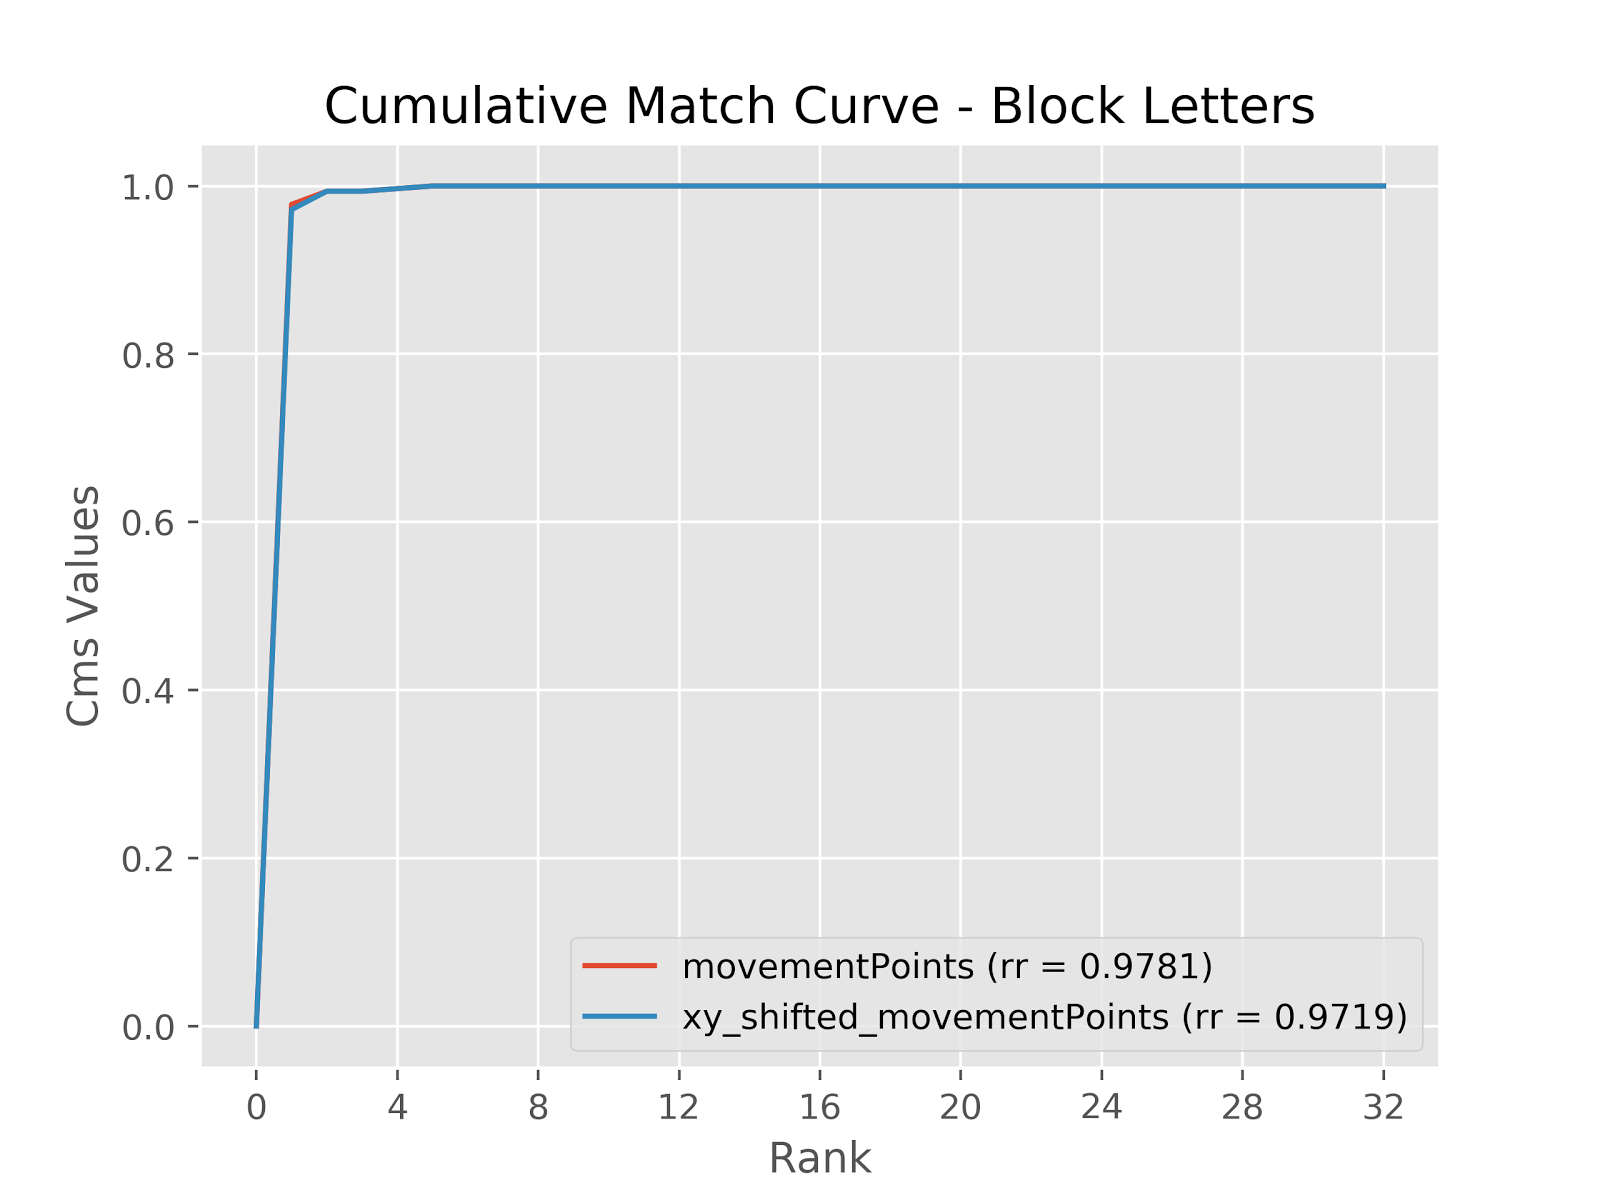 Cumulative Match Curve - Block Letters
1.0
0.8
0.6
0.4
0.2
0.0
Cms Values
movementPoints (rr = 0.9781)
xy_shifted_movementPoints (rr = 0.9719)
0 4 8 12 16 20 24 28 32
Rank